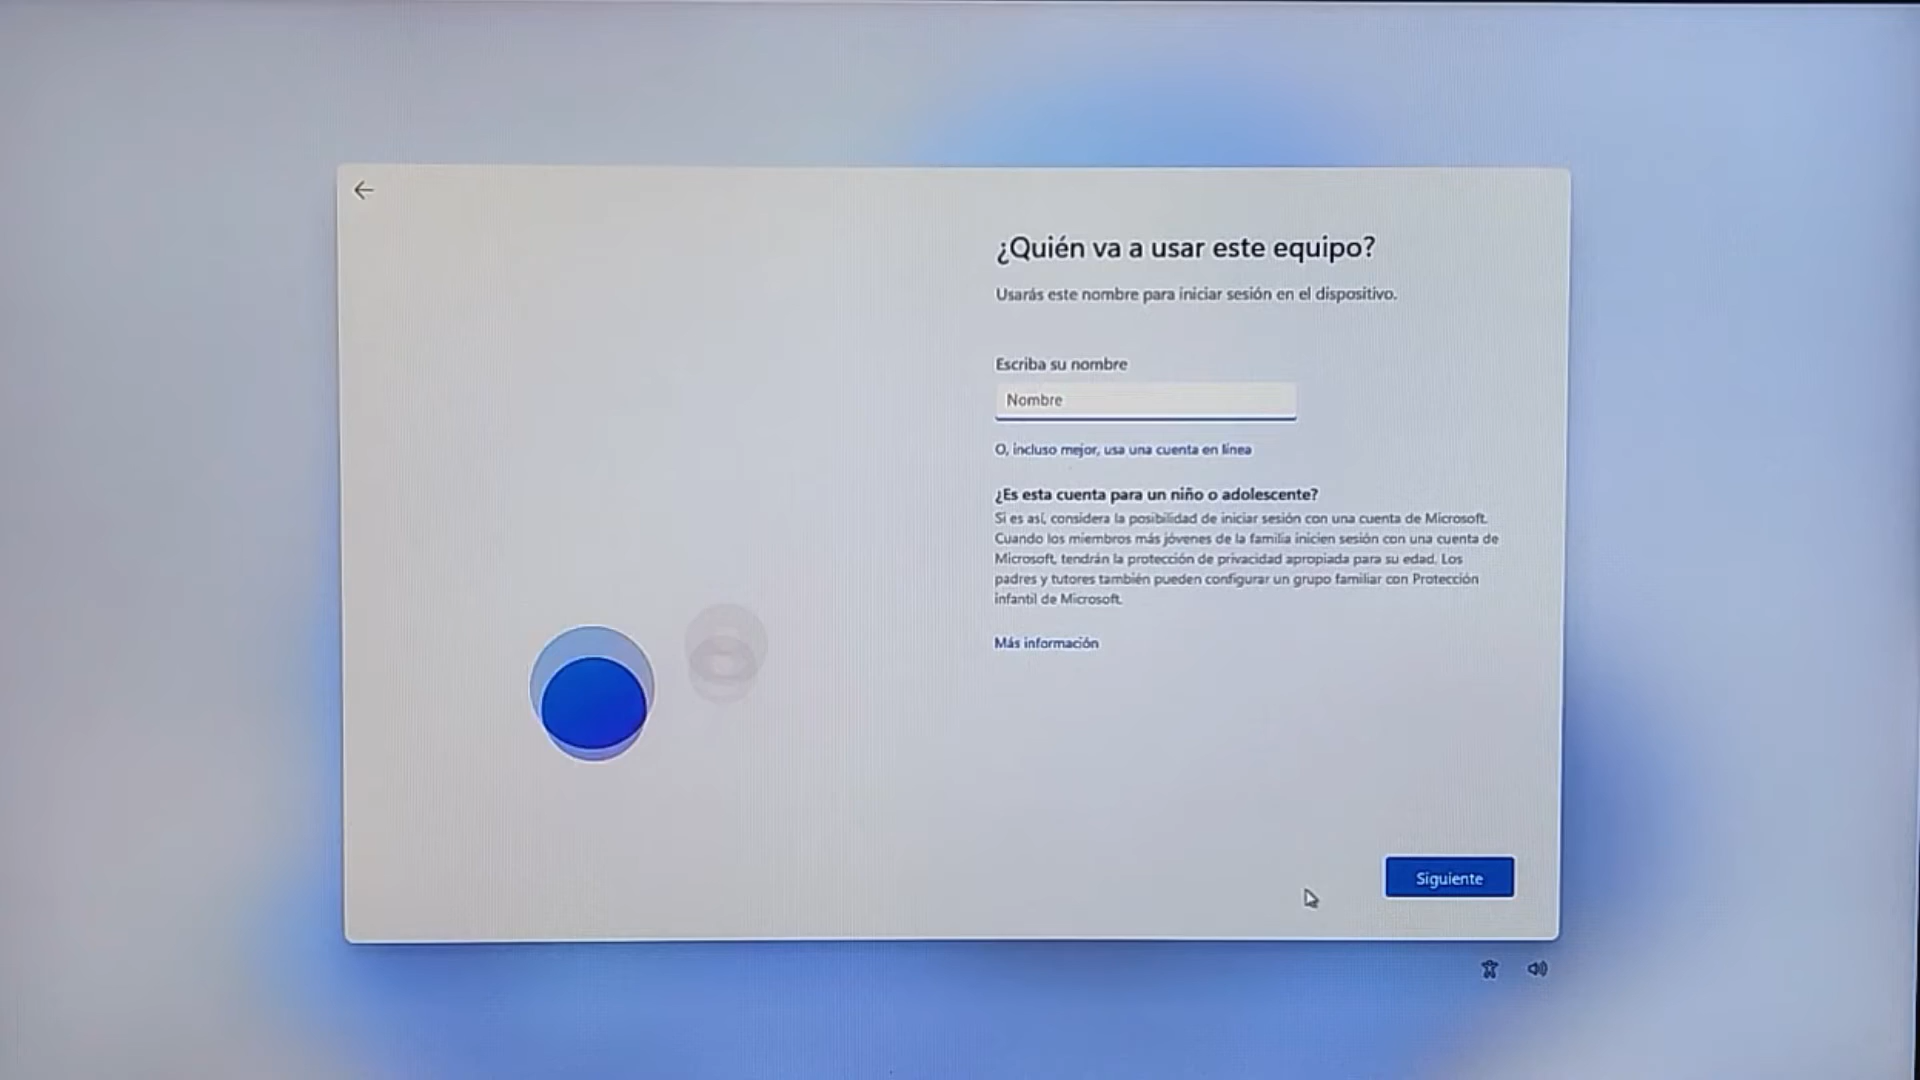 ¿Quién va a usar este equipo?
Usarás este nombre para iniciar sesión en el dispositivo.
Escriba su nombre
Nombre
O, incluso mejor, usa una cuenta en línea
¿Es esta cuenta para un niño o adolescente?
Si es así, considera la posibilidad de iniciar sesión con una cuenta de Microsoft.
Cuando los miembros más jóvenes de la familia inicien sesión con una cuenta de
Microsoft, tendrán la protección de privacidad apropiada para su edad. Los
padres y tutores también pueden configurar un grupo familiar con Protección
infantil de Microsoft.
Más información
Siguiente